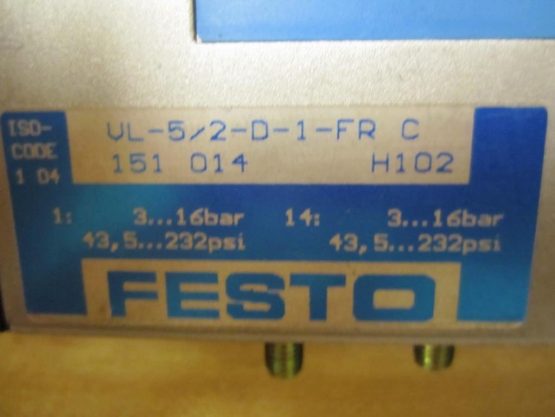 ISO-
CODE
1 04
VL-5/2-D-1-FR C
151 014 H102
1: 3...16bar 14: 3...16bar
43,5...232psi 43,5...232psi
FESTO